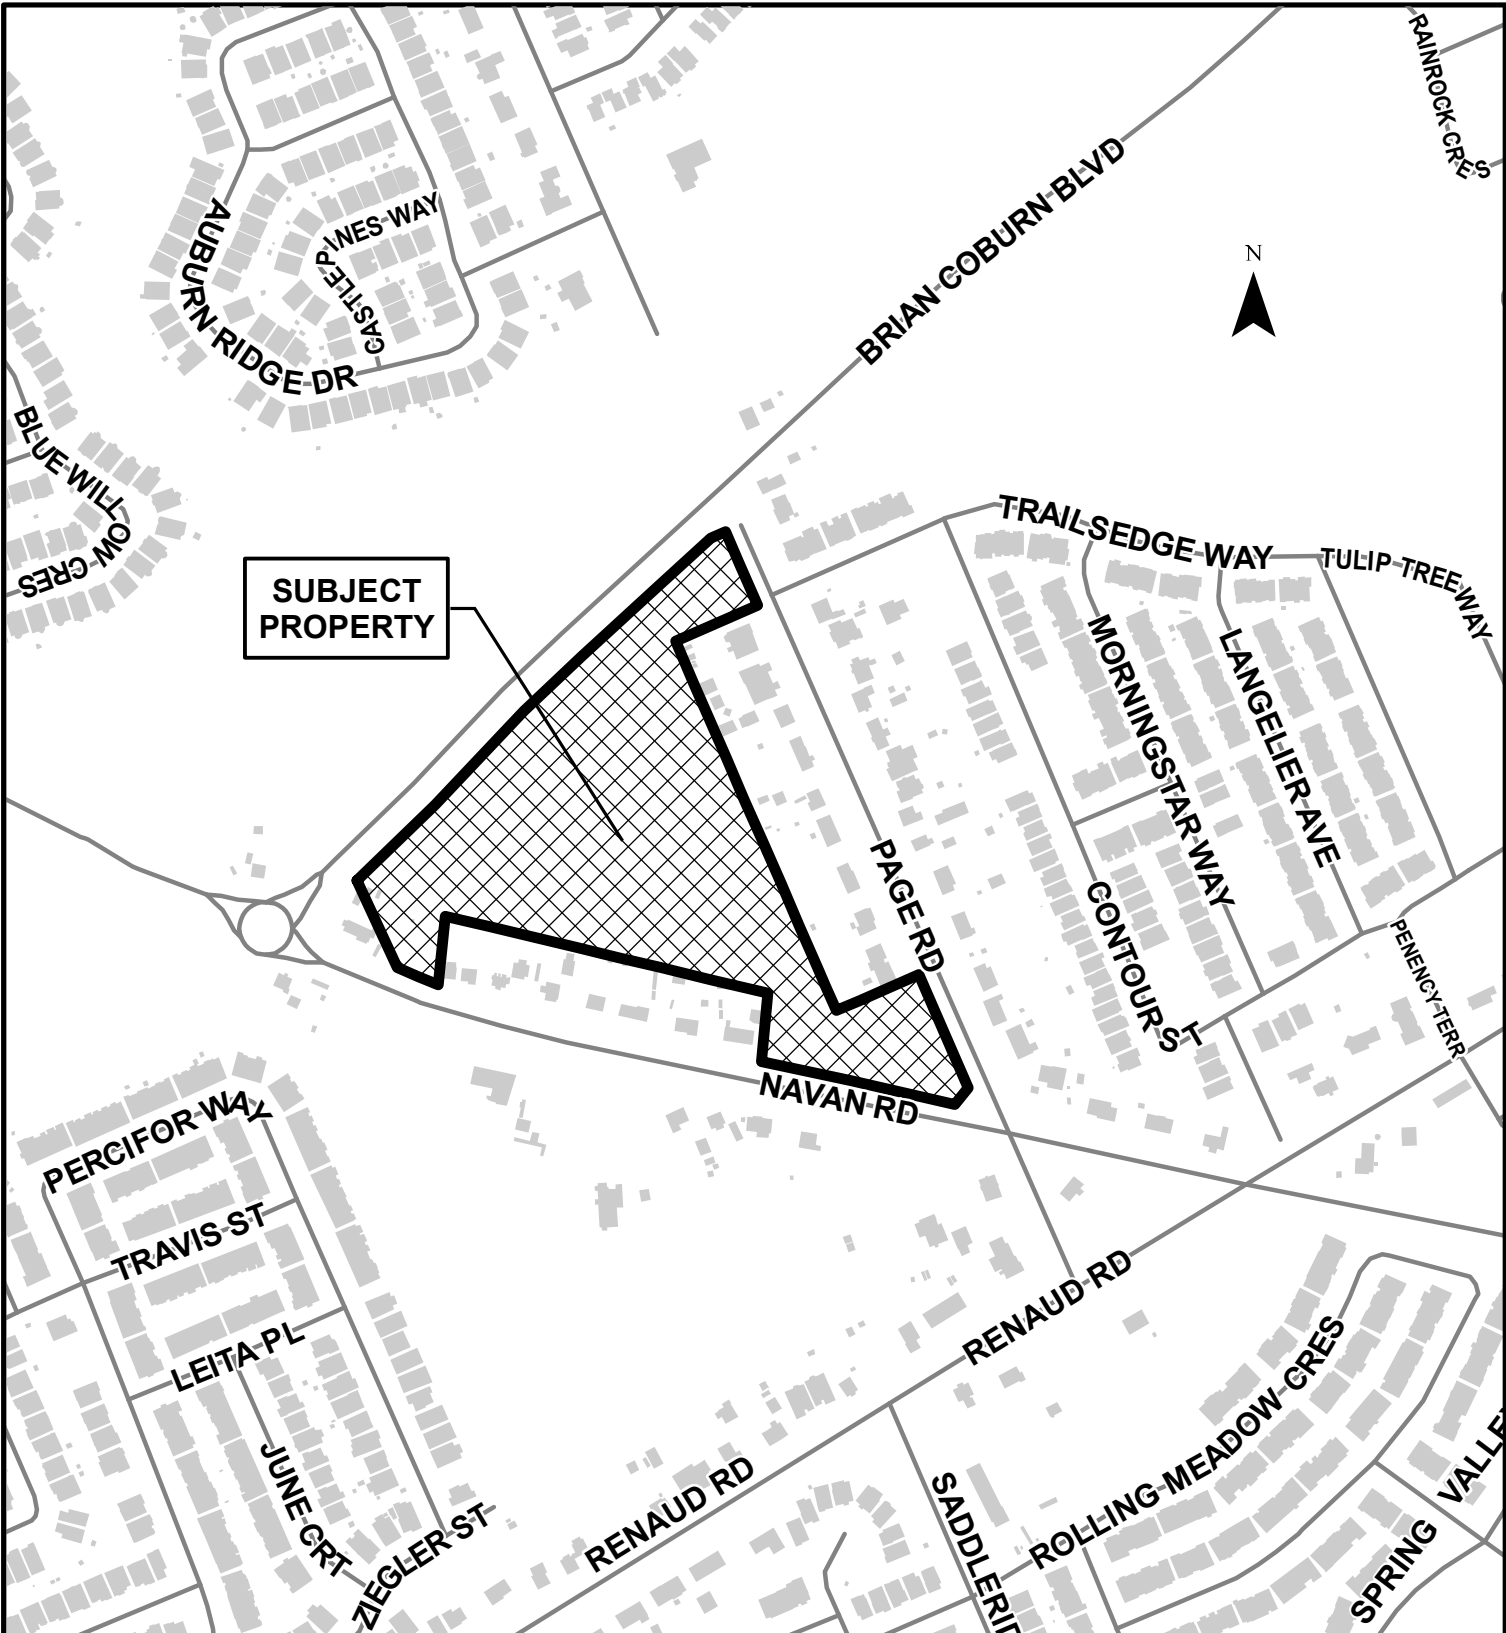 RAINROCK CRES
BRIAN COBURN BLVD
N
CASTLE PINES WAY
AUBURN RIDGE DR
BLUE WILLOW CRES
SUBJECT
PROPERTY
TRAILSEDGE WAY
TULIP TREE WAY
MORNINGSTAR WAY
LANGELIER AVE
PAGE RD
CONTOUR ST
PENENCY TERR
NAVAN RD
PERCIFOR WAY
TRAVIS ST
LEITA PL
RENAUD RD
ROLLING MEADOW CRES
JUNE CRT
ZIEGLER ST
RENAUD RD
SPRING VALLEY